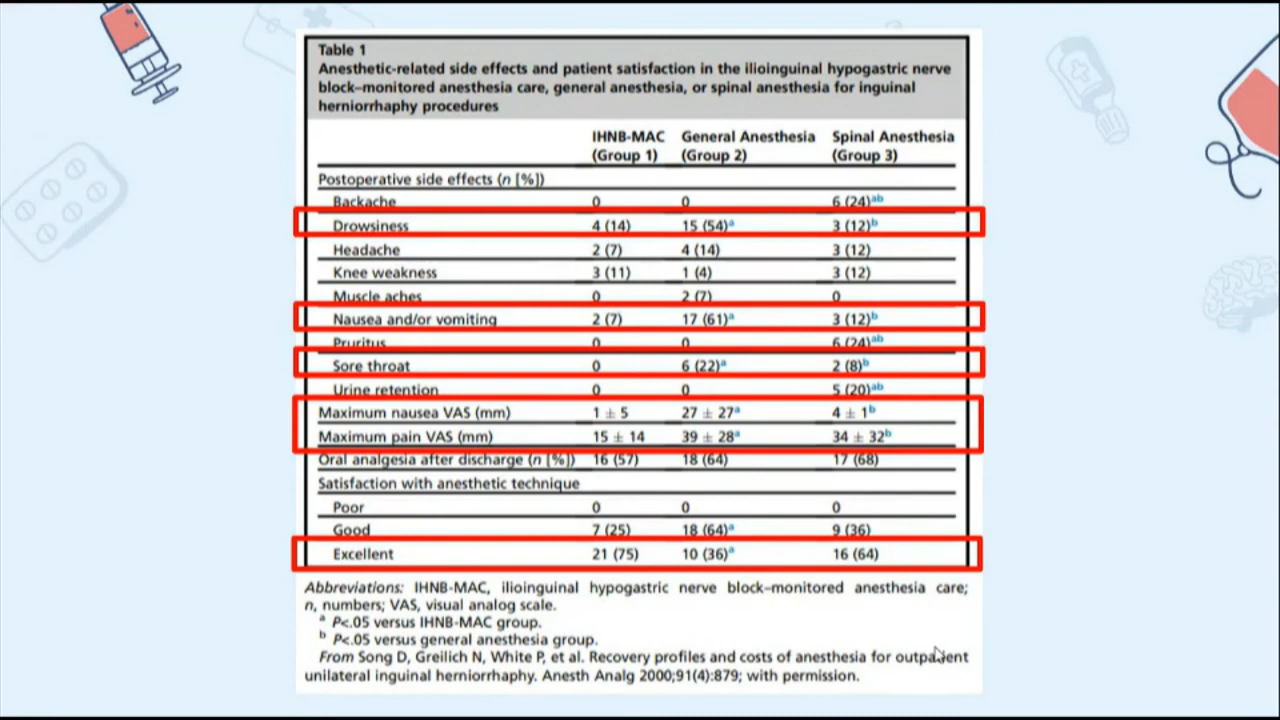 Table 1
Anesthetic-related side effects and patient satisfaction in the ilioinguinal hypogastric nerve
block–monitored anesthesia care, general anesthesia, or spinal anesthesia for inguinal
herniorrhaphy procedures
IHNB-MAC General Anesthesia Spinal Anesthesia
(Group 1) (Group 2) (Group 3)
Postoperative side effects (n [%])
Backache 0 0 6 (24)ab
Drowsiness 4 (14) 15 (54)a 3 (12)b
Headache 2 (7) 4 (14) 3 (12)
Knee weakness 3 (11) 1 (4) 3 (12)
Muscle aches 0 2 (7) 0
Nausea and/or vomiting 2 (7) 17 (61)a 3 (12)b
Pruritus 0 0 6 (24)ab
Sore throat 0 6 (22)a 2 (8)b
Urine retention 0 0 5 (20)ab
Maximum nausea VAS (mm) 1 ± 5 27 ± 27a 4 ± 1b
Maximum pain VAS (mm) 15 ± 14 39 ± 28a 34 ± 32b
Oral analgesia after discharge (n [%]) 16 (57) 18 (64) 17 (68)
Satisfaction with anesthetic technique
Poor 0 0 0
Good 7 (25) 18 (64)a 9 (36)
Excellent 21 (75) 10 (36)a 16 (64)
Abbreviations: IHNB-MAC, ilioinguinal hypogastric nerve block–monitored anesthesia care;
n, numbers; VAS, visual analog scale.
a P<.05 versus IHNB-MAC group.
b P<.05 versus general anesthesia group.
From Song D, Greilich N, White P, et al. Recovery profiles and costs of anesthesia for outpatient
unilateral inguinal herniorrhaphy. Anesth Analg 2000;91(4):879; with permission.